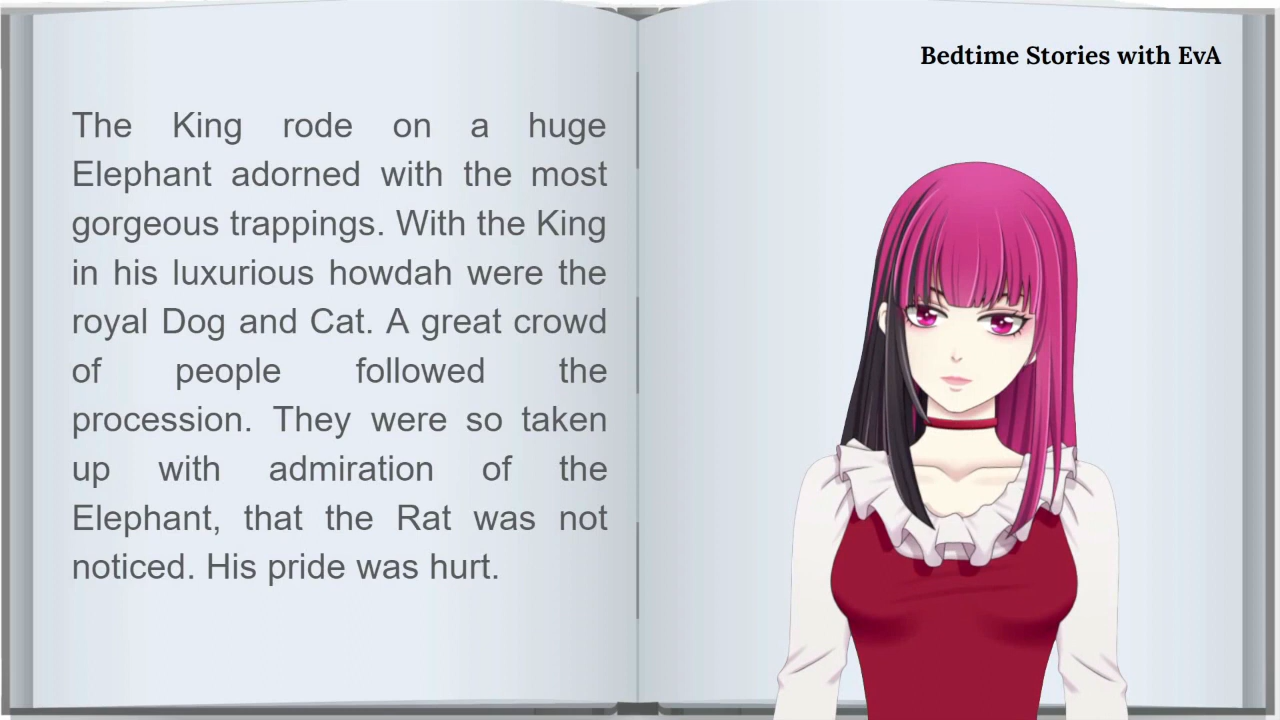 Bedtime Stories with EvA
The King rode on a huge
Elephant adorned with the most
gorgeous trappings. With the King
in his luxurious howdah were the
royal Dog and Cat. A great crowd
of people followed the
procession. They were so taken
up with admiration of the
Elephant, that the Rat was not
noticed. His pride was hurt.